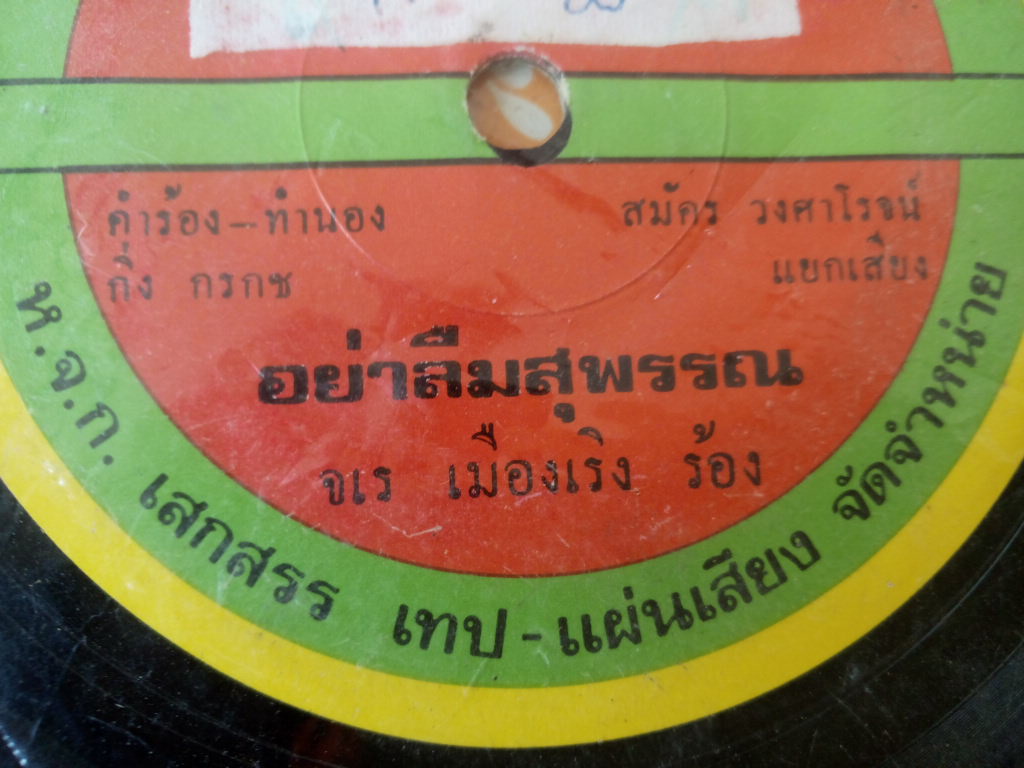 คำร้อง–ทำนอง
กิ่ง กรกช
สมัคร วงศาโรจน์
แยกเสียง
อย่าลืมสุพรรณ
จเร เมืองเริง ร้อง
ห.จ.ก. เสกสรร เทป-แผ่นเสียง จัดจำหน่าย